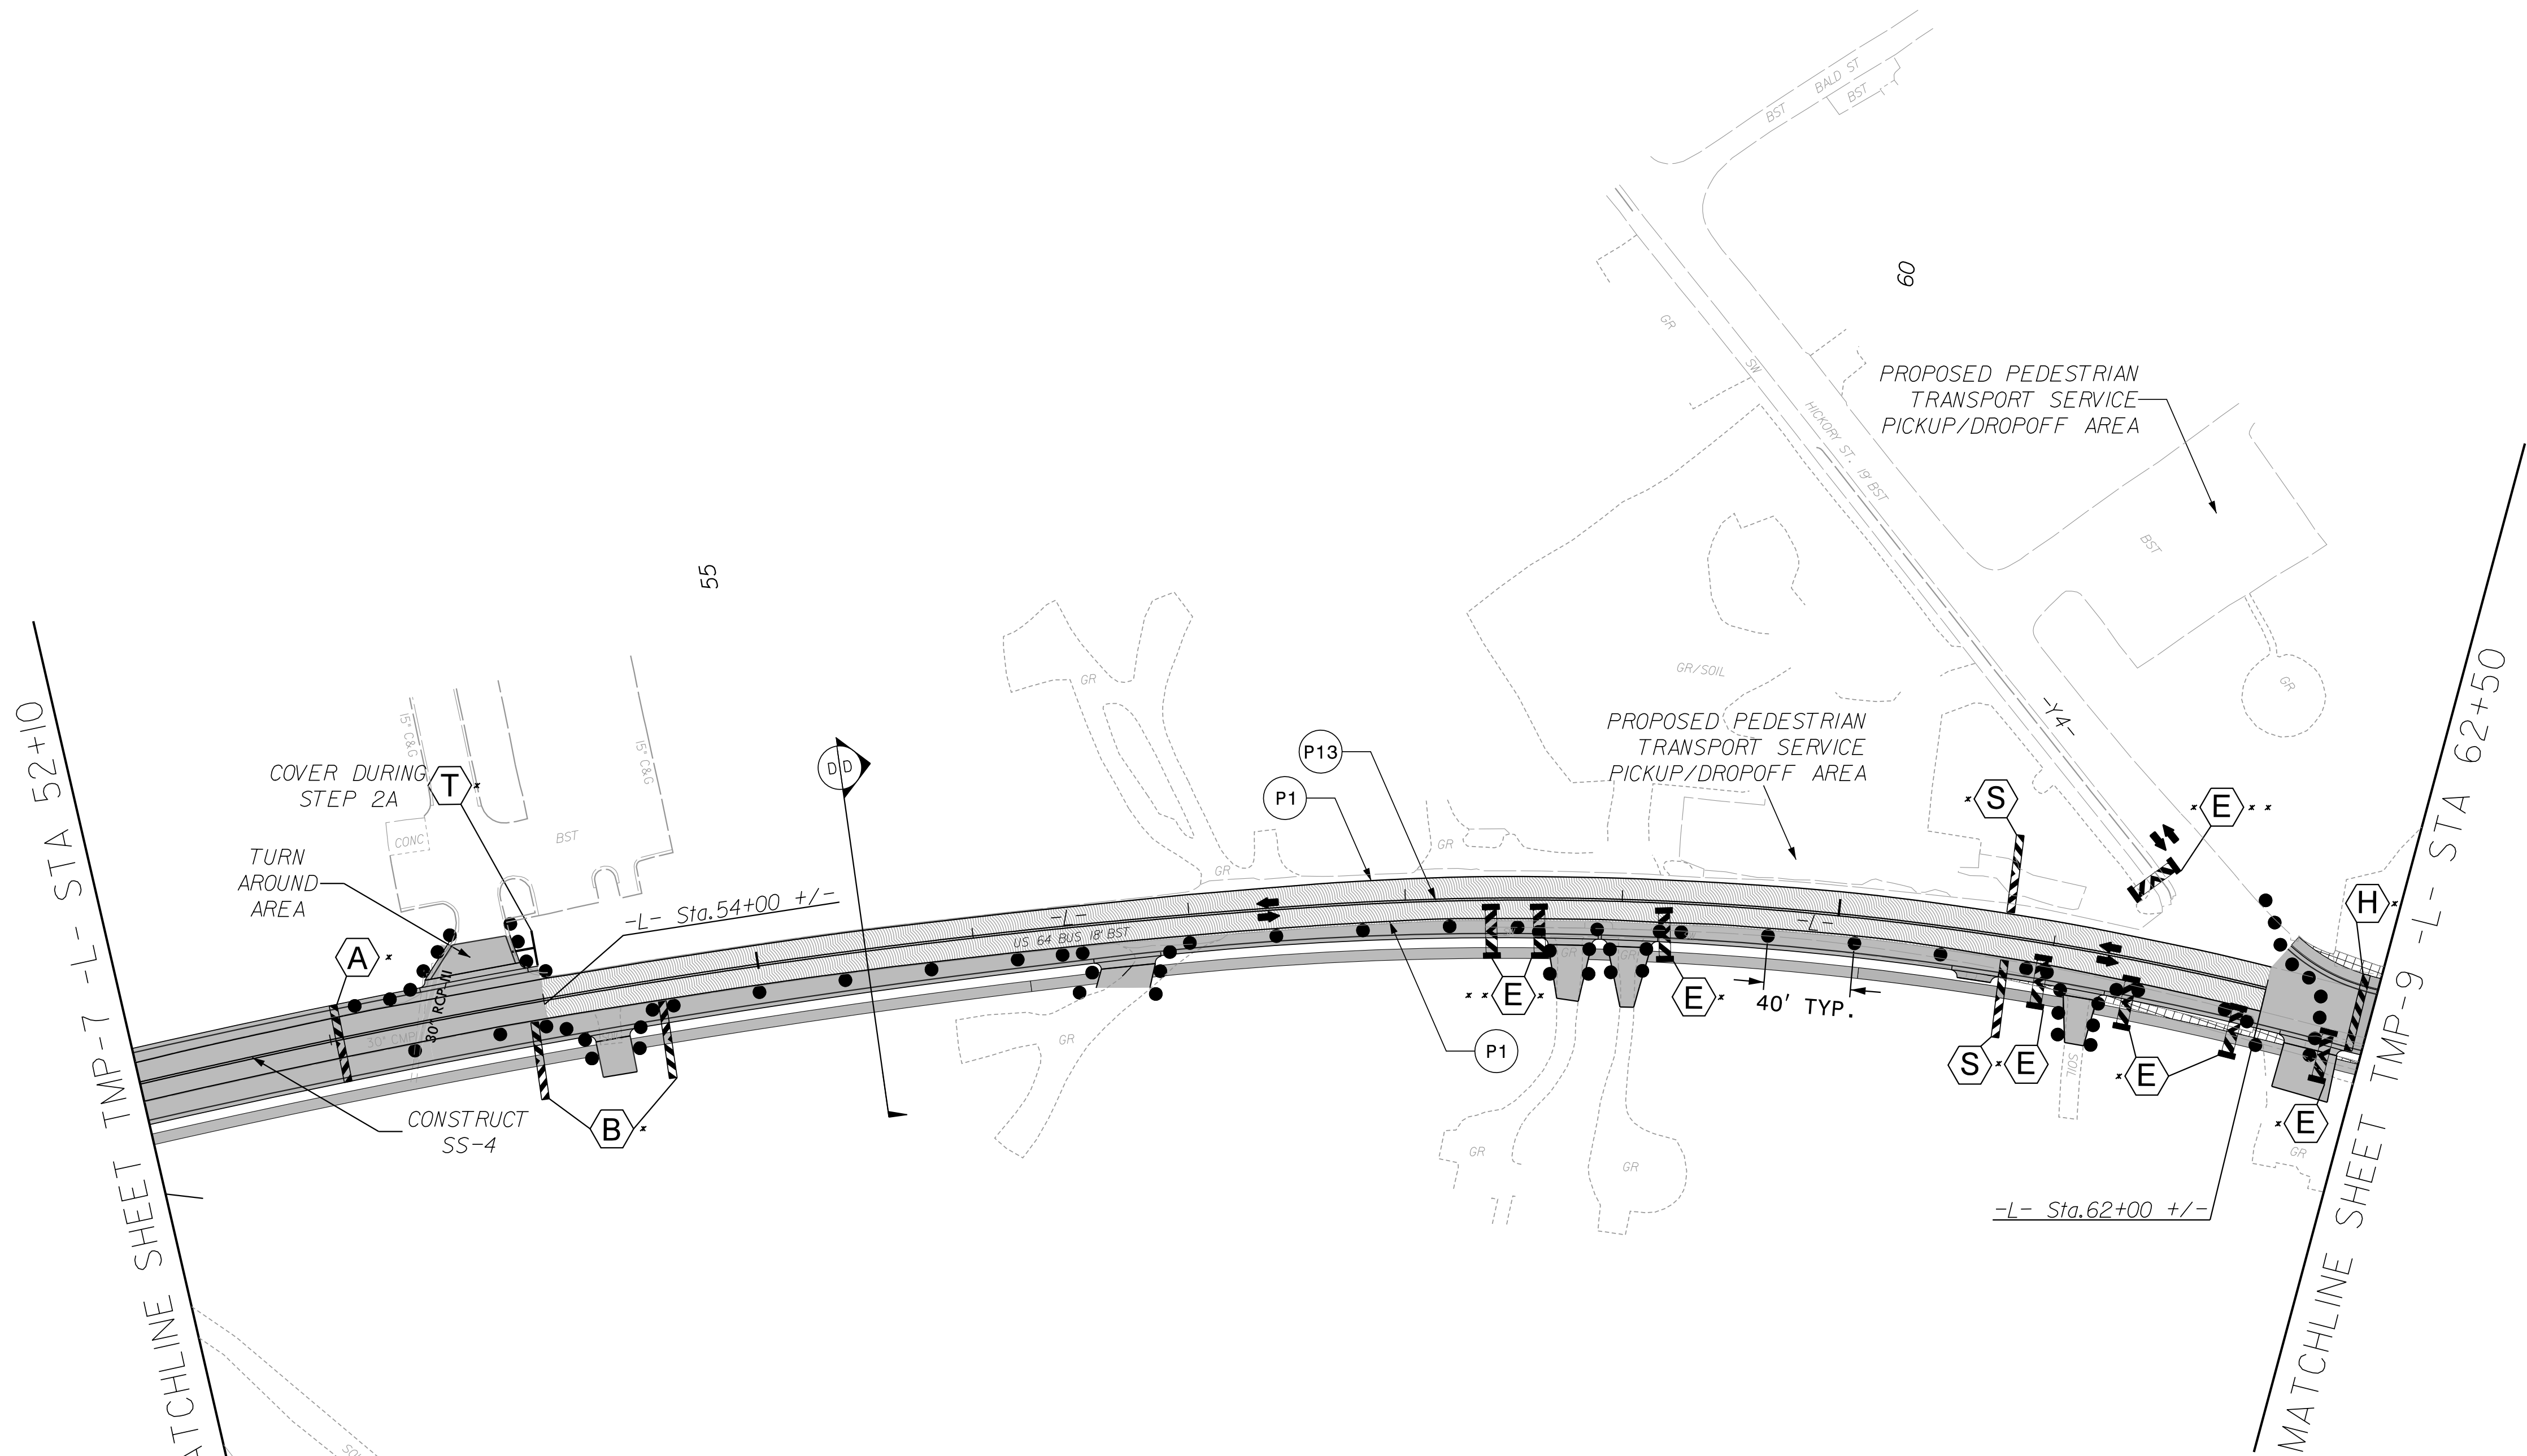 BALD ST
BST
BST
60
GR
SW
HICKORY ST. 19' BST
PROPOSED PEDESTRIAN
TRANSPORT SERVICE
PICKUP/DROPOFF AREA
BST
55
GR
-Y4-
GR
GR/SOIL
15" C&G
15" C&G
COVER DURING
STEP 2A
T
*
CONC
BST
TURN
AROUND
AREA
A
*
-L- Sta.54+00 +/-
D D
P13
P1
PROPOSED PEDESTRIAN
TRANSPORT SERVICE
PICKUP/DROPOFF AREA
* S
* E * *
H *
GR
GR
-L-
US 64 BUS 18' BST
-L-
30" RCP-III
30" CMP
CONSTRUCT
SS-4
B *
GR
GR
GR
* * E *
E *
40' TYP.
P1
S * E
* E
* E
SOIL
GR
GR
GR
-L- Sta.62+00 +/-
MATCHLINE SHEET TMP-7 -L- STA 52+10
MATCHLINE SHEET TMP-9 -L- STA 62+50